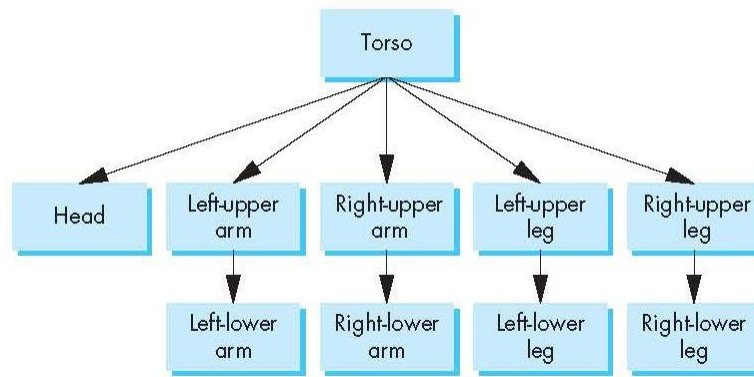 Torso
Head
Left-upper
arm
Right-upper
arm
Left-upper
leg
Right-upper
leg
Left-lower
arm
Right-lower
arm
Left-lower
leg
Right-lower
leg